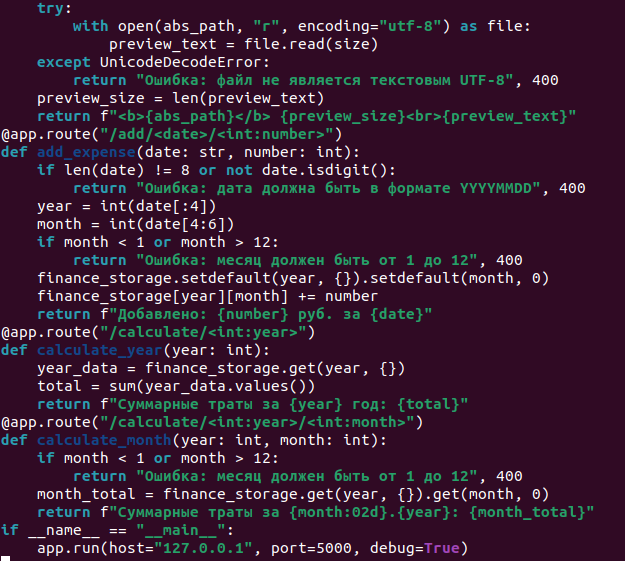 try:
with open(abs_path, "r", encoding="utf-8") as file:
preview_text = file.read(size)
except UnicodeDecodeError:
return "Ошибка: файл не является текстовым UTF-8", 400
preview_size = len(preview_text)
return f"<b>{abs_path}</b> {preview_size}<br>{preview_text}"
@app.route("/add/<date>/<int:number>")
def add_expense(date: str, number: int):
if len(date) != 8 or not date.isdigit():
return "Ошибка: дата должна быть в формате YYYYMMDD", 400
year = int(date[:4])
month = int(date[4:6])
if month < 1 or month > 12:
return "Ошибка: месяц должен быть от 1 до 12", 400
finance_storage.setdefault(year, {}).setdefault(month, 0)
finance_storage[year][month] += number
return f"Добавлено: {number} руб. за {date}"
@app.route("/calculate/<int:year>")
def calculate_year(year: int):
year_data = finance_storage.get(year, {})
total = sum(year_data.values())
return f"Суммарные траты за {year} год: {total}"
@app.route("/calculate/<int:year>/<int:month>")
def calculate_month(year: int, month: int):
if month < 1 or month > 12:
return "Ошибка: месяц должен быть от 1 до 12", 400
month_total = finance_storage.get(year, {}).get(month, 0)
return f"Суммарные траты за {month:02d}.{year}: {month_total}"
if __name__ == "__main__":
app.run(host="127.0.0.1", port=5000, debug=True)